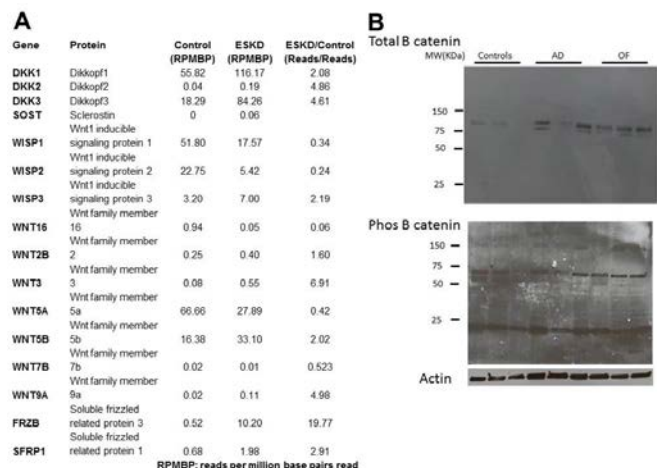 A
Gene Protein Control (RPMBP) ESKD (RPMBP) ESKD/Control (Reads/Reads)
DKK1 Dikkopf1 55.82 116.17 2.08
DKK2 Dikkopf2 0.04 0.19 4.86
DKK3 Dikkopf3 18.29 84.26 4.61
SOST Sclerostin 0 0.06
Wnt1 inducible
WISP1 signaling protein 1 51.80 17.57 0.34
Wnt1 inducible
WISP2 signaling protein 2 22.75 5.42 0.24
Wnt1 inducible
WISP3 signaling protein 3 3.20 7.00 2.19
Wnt family member
WNT16 16 0.94 0.05 0.06
Wnt family member
WNT2B 2 0.25 0.40 1.60
Wnt family member
WNT3 3 0.08 0.55 6.91
Wnt family member
WNT5A 5a 66.66 27.89 0.42
Wnt family member
WNT5B 5b 16.38 33.10 2.02
Wnt family member
WNT7B 7b 0.02 0.01 0.523
Wnt family member
WNT9A 9a 0.02 0.11 4.98
Soluble frizzled
FRZB related protein 3 0.52 10.20 19.77
Soluble frizzled
SFRP1 related protein 1 0.68 1.98 2.91
RPMBP: reads per million base pairs read
B
Total B catenin
MW(KDa) Controls AD OF
150
75
50
25
Phos B catenin
150
75
50
25
Actin